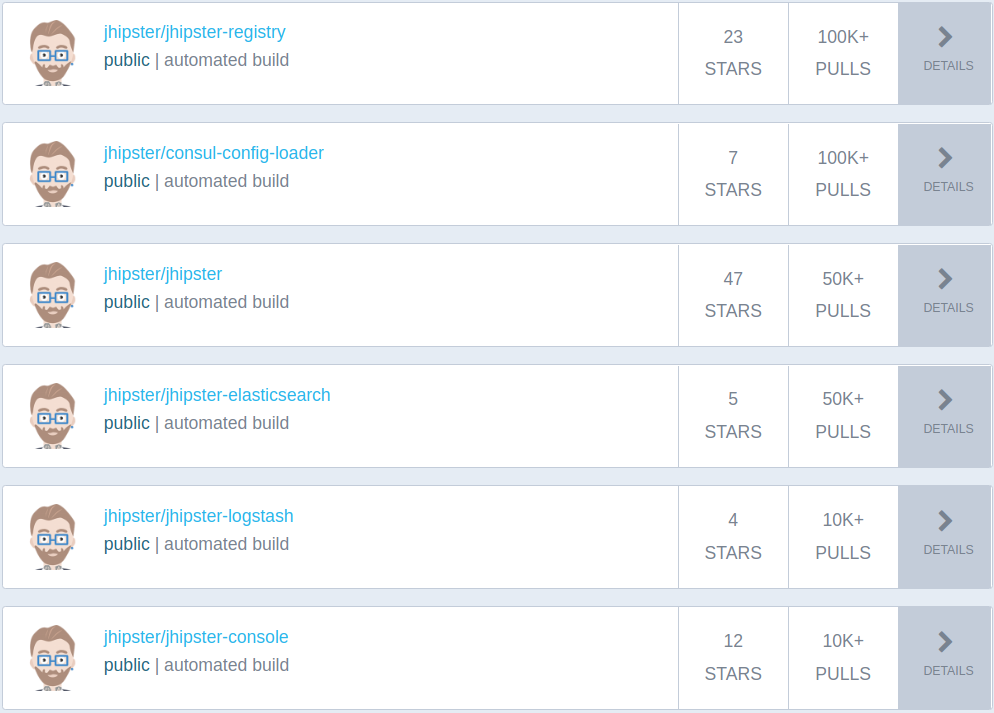 jhipster/jhipster-registry
public | automated build
23
STARS
100K+
PULLS
DETAILS
jhipster/consul-config-loader
public | automated build
7
STARS
100K+
PULLS
DETAILS
jhipster/jhipster
public | automated build
47
STARS
50K+
PULLS
DETAILS
jhipster/jhipster-elasticsearch
public | automated build
5
STARS
50K+
PULLS
DETAILS
jhipster/jhipster-logstash
public | automated build
4
STARS
10K+
PULLS
DETAILS
jhipster/jhipster-console
public | automated build
12
STARS
10K+
PULLS
DETAILS